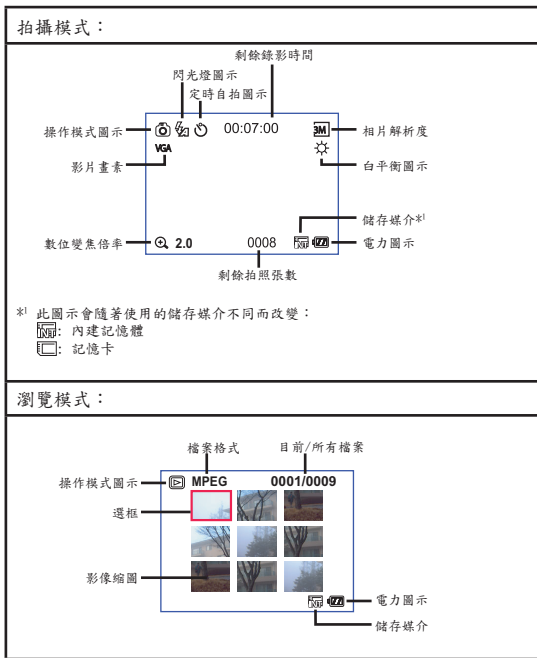 拍攝模式：
剩餘錄影時間
閃光燈圖示
定時自拍圖示
操作模式圖示
00:07:00
3M
相片解析度
VGA
影片畫素
白平衡圖示
儲存媒介*1
數位變焦倍率
2.0
0008
電力圖示
剩餘拍照張數
*1 此圖示會隨著使用的儲存媒介不同而改變：
: 內建記憶體
: 記憶卡
瀏覽模式：
檔案格式
目前/所有檔案
操作模式圖示
MPEG
0001/0009
選框
影像縮圖
電力圖示
儲存媒介